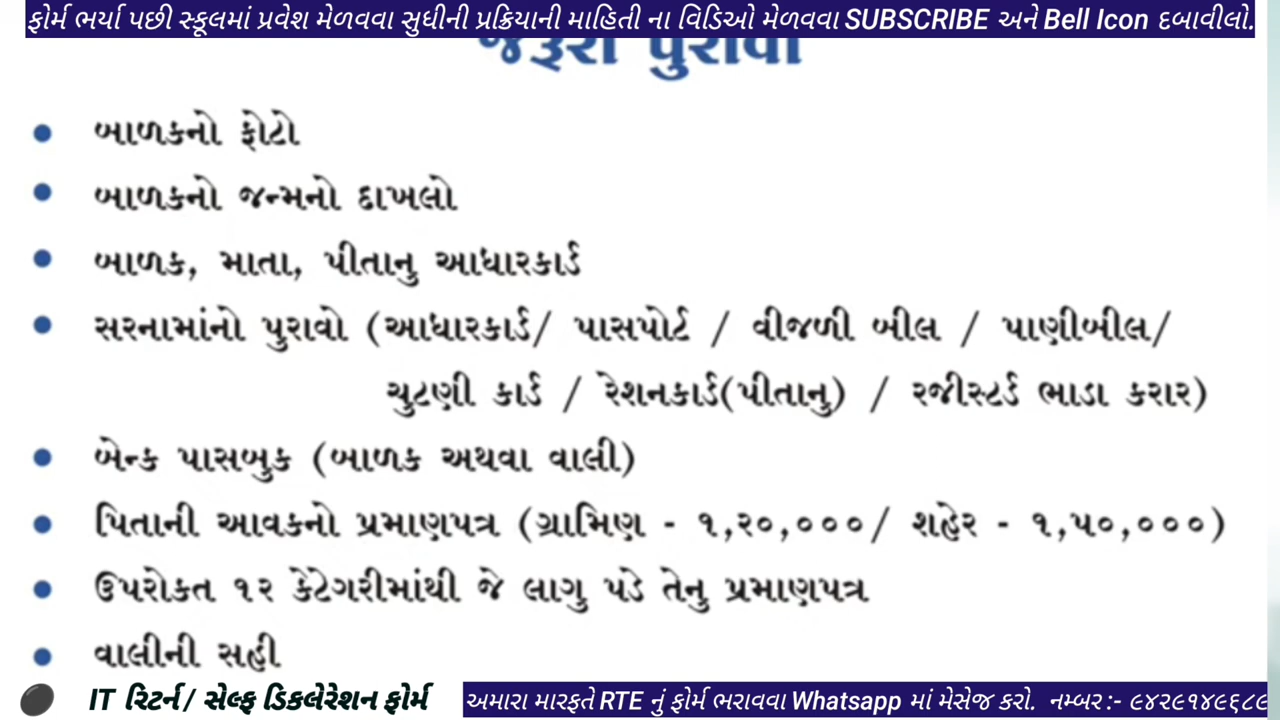 ફોર્મ ભર્યા પછી સ્કૂલમાં પ્રવેશ મેળવવા સુધીની પ્રક્રિયાની માહિતી ના વિડિઓ મેળવવા SUBSCRIBE અને Bell Icon દબાવીલો.
જરૂરી પુરાવા
• બાળકનો ફોટો
• બાળકનો જન્મનો દાખલો
• બાળક, માતા, પીતાનુ આધારકાર્ડ
• સરનામાંનો પુરાવો (આધારકાર્ડ/ પાસપોર્ટ / વીજળી બીલ / પાણીબીલ/
ચુટણી કાર્ડ / રેશનકાર્ડ(પીતાનુ) / રજીસ્ટર્ડ ભાડા કરાર)
• બેન્ક પાસબુક (બાળક અથવા વાલી)
• પિતાની આવકનો પ્રમાણપત્ર (ગ્રામિણ - ૧,૨૦,૦૦૦/ શહેર - ૧,૫૦,૦૦૦)
• ઉપરોકત ૧૨ કેટેગરીમાંથી જે લાગુ પડે તેનુ પ્રમાણપત્ર
• વાલીની સહી
IT રિટર્ન/ સેલ્ફ ડિકલેરેશન ફોર્મ
અમારા મારફતે RTE નું ફોર્મ ભરાવવા Whatsapp માં મેસેજ કરો. નમ્બર :- ૯૪૨૯૧૪૯૬૮૯